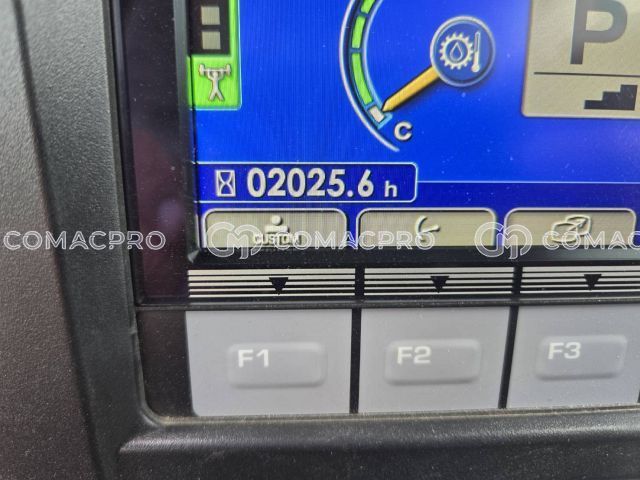 P
C
02025.6 h
CUSTOM
COMACPRO COMACPRO COMACPRO
F1 F2 F3